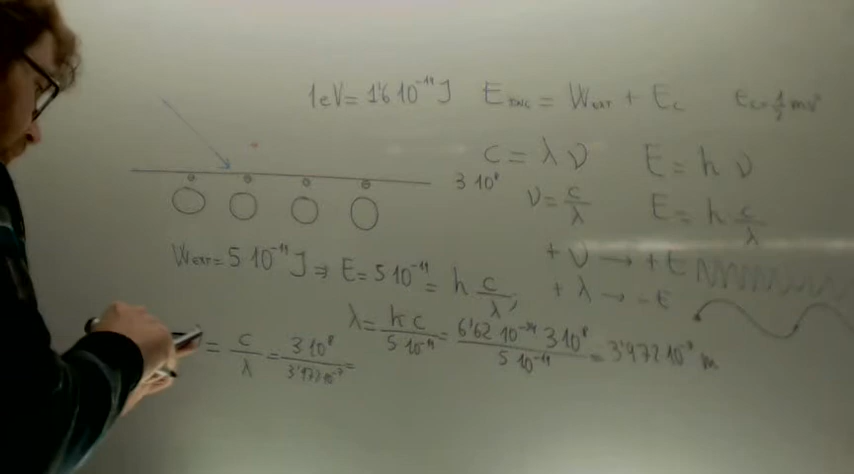 1eV = 1'6 10⁻¹⁹ J E_INC = W_EXT + E_C E_C = ½ mv²
C = λ ν E = h ν
3 10⁸ ν = c/λ E = h c/λ
+ ν → + E
W_EXT = 5 10⁻¹⁹ J ⇒ E = 5 10⁻¹⁹ = h c/λ; + λ → - E
λ = h c / 5 10⁻¹⁹ = 6'62 10⁻³⁴ 3 10⁸ / 5 10⁻¹⁹ = 3'972 10⁻⁷ m
= c/λ = 3 10⁸ / 3'972 10⁻⁷ =